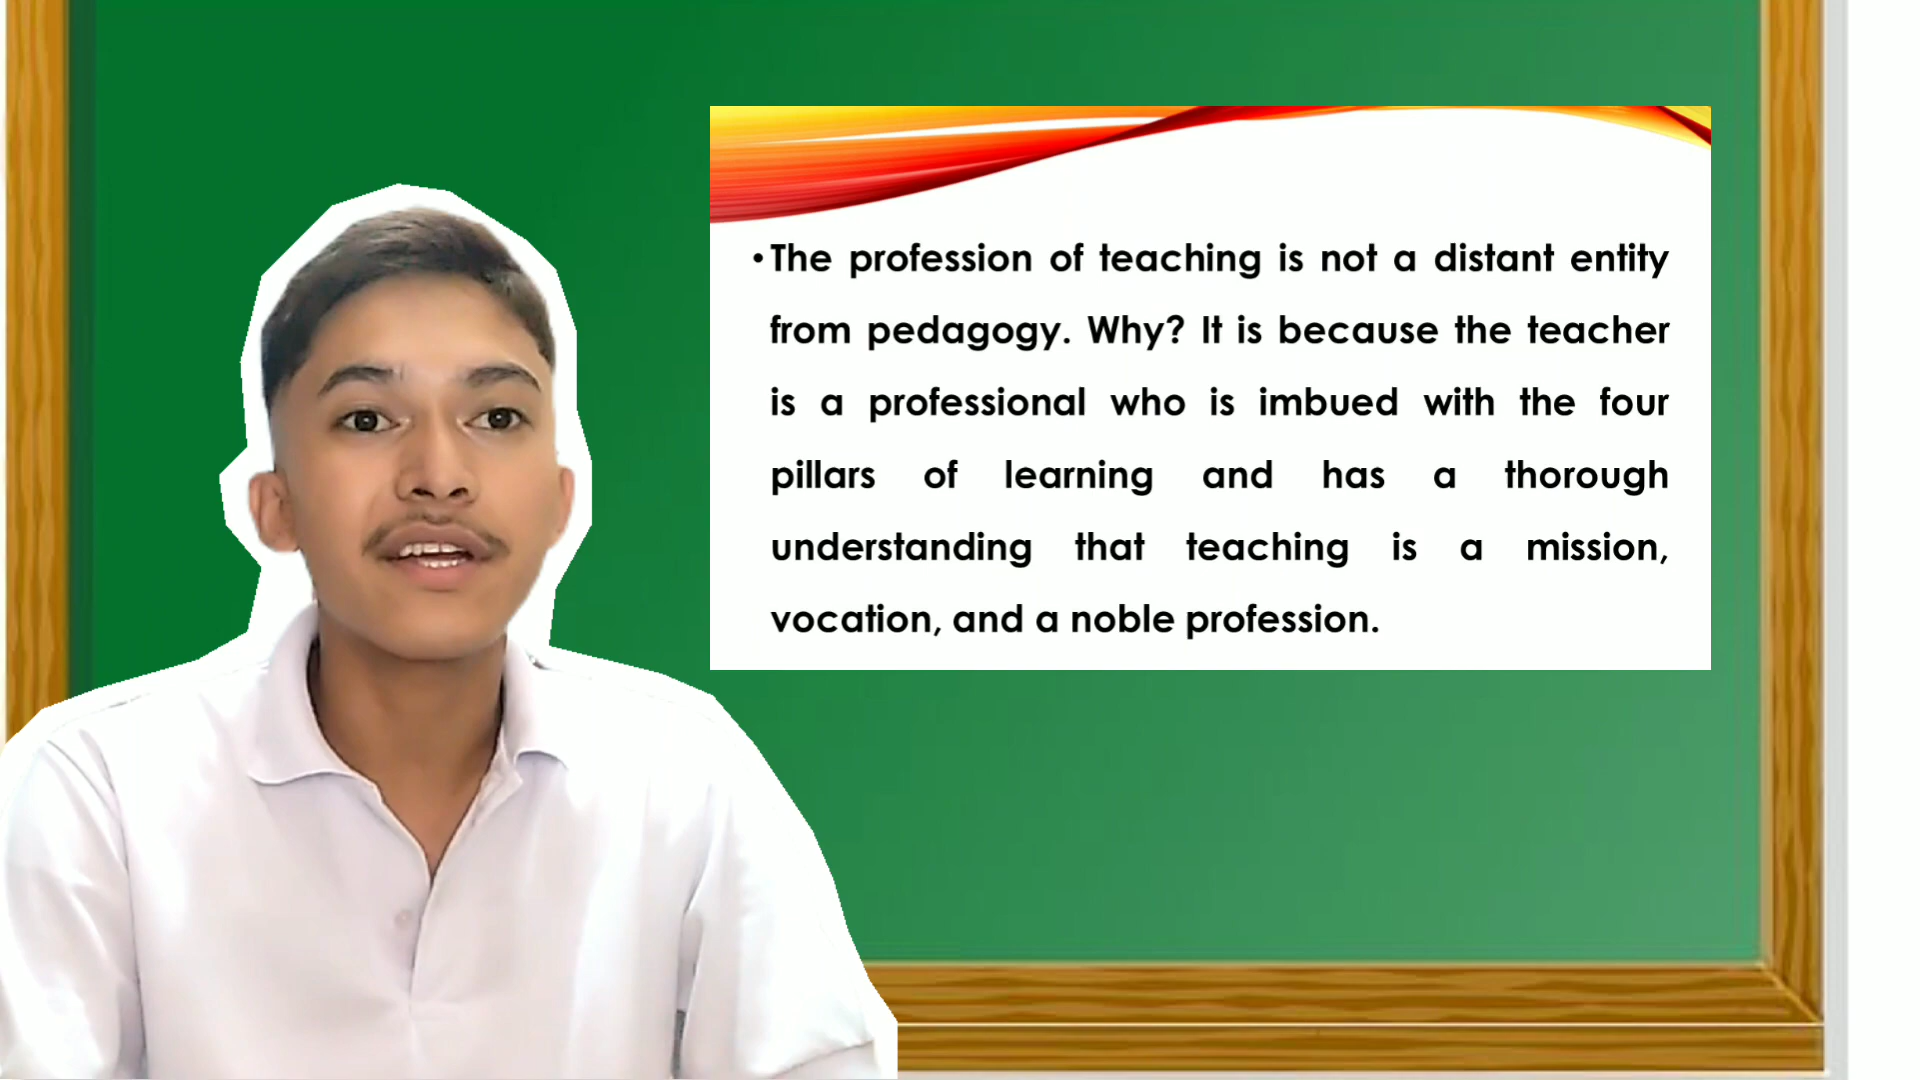 • The profession of teaching is not a distant entity
from pedagogy. Why? It is because the teacher
is a professional who is imbued with the four
pillars of learning and has a thorough
understanding that teaching is a mission,
vocation, and a noble profession.